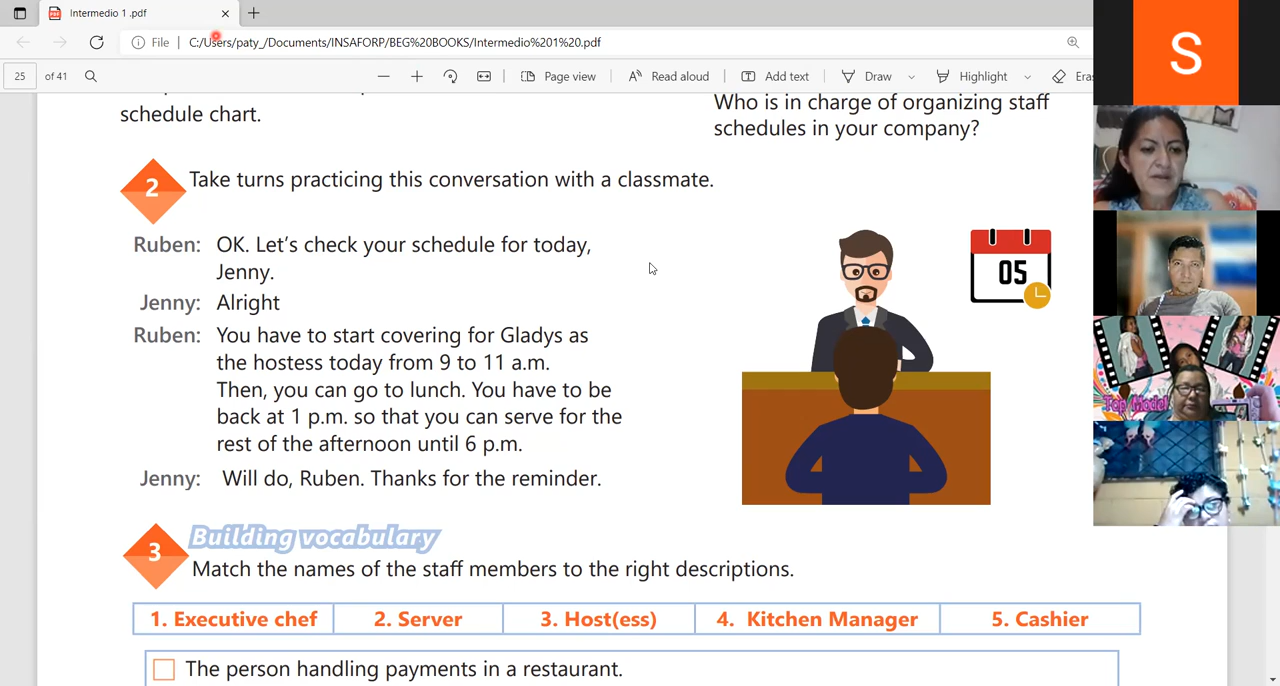 Intermedio 1 .pdf
File | C:/Users/paty_/Documents/INSAFORP/BEG%20BOOKS/Intermedio%201%20.pdf
25 of 41 Page view Read aloud Add text Draw Highlight Eras
schedule chart.
Who is in charge of organizing staff
schedules in your company?
2 Take turns practicing this conversation with a classmate.
Ruben: OK. Let's check your schedule for today,
Jenny.
Jenny: Alright
Ruben: You have to start covering for Gladys as
the hostess today from 9 to 11 a.m.
Then, you can go to lunch. You have to be
back at 1 p.m. so that you can serve for the
rest of the afternoon until 6 p.m.
Jenny: Will do, Ruben. Thanks for the reminder.
05
3 Building vocabulary
Match the names of the staff members to the right descriptions.
1. Executive chef 2. Server 3. Host(ess) 4. Kitchen Manager 5. Cashier
The person handling payments in a restaurant.
S
Top Model